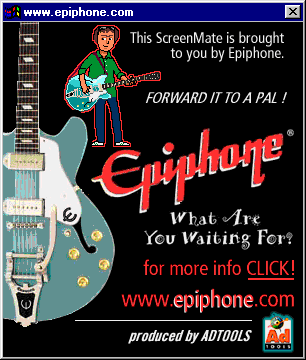 www.epiphone.com
This ScreenMate is brought
to you by Epiphone.
FORWARD IT TO A PAL !
Epiphone®
What Are
You Waiting For?
for more info CLICK!
www.epiphone.com
produced by ADTOOLS
Ad
TOOLS